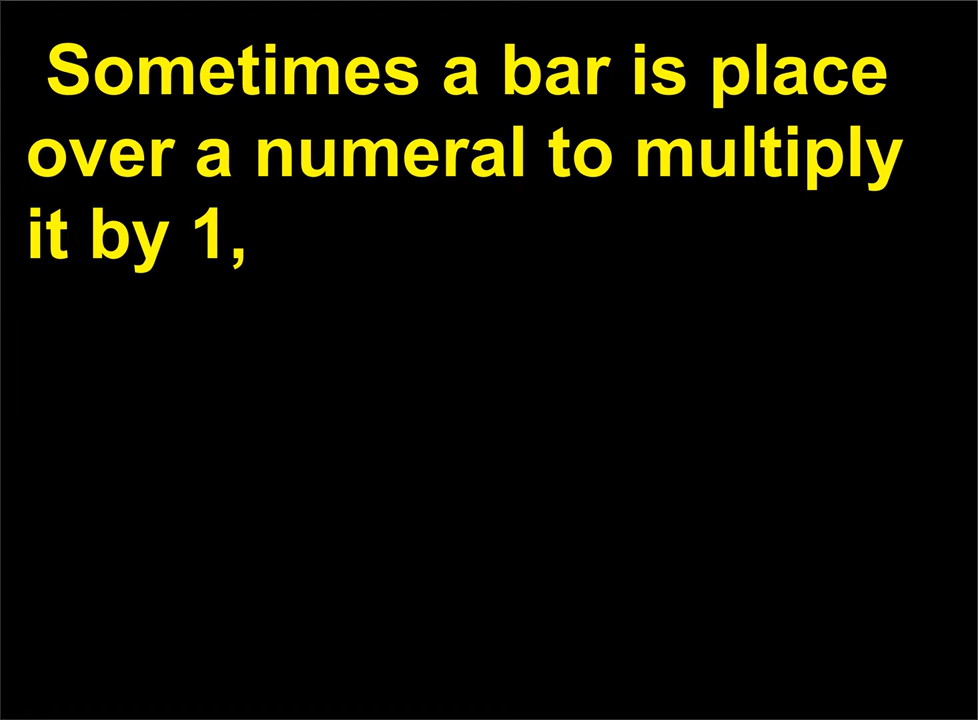 Sometimes a bar is place
over a numeral to multiply
it by 1,